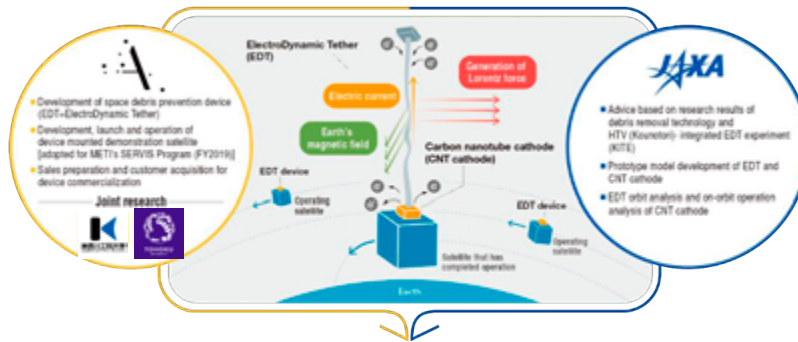 Development of space debris prevention device
(EDT=ElectroDynamic Tether)
Development, launch and operation of
device mounted demonstration satellite
[adopted for METI's SERVIS Program (FY2019)]
Sales preparation and customer acquisition for
device commercialization
Joint research
TOHOKU
ElectroDynamic Tether
(EDT)
e-
e-
e-
e-
Electric current
Generation of
Lorentz force
Earth's
magnetic field
Carbon nanotube cathode
(CNT cathode)
EDT device
Operating
satellite
e-
e-
e-
EDT device
Operating
satellite
Satellite that has
completed operation
Earth
JAXA
Advice based on research results of
debris removal technology and
HTV (Kounotori)- integrated EDT experiment
(KITE)
Prototype model development of EDT and
CNT cathode
EDT orbit analysis and on-orbit operation
analysis of CNT cathode